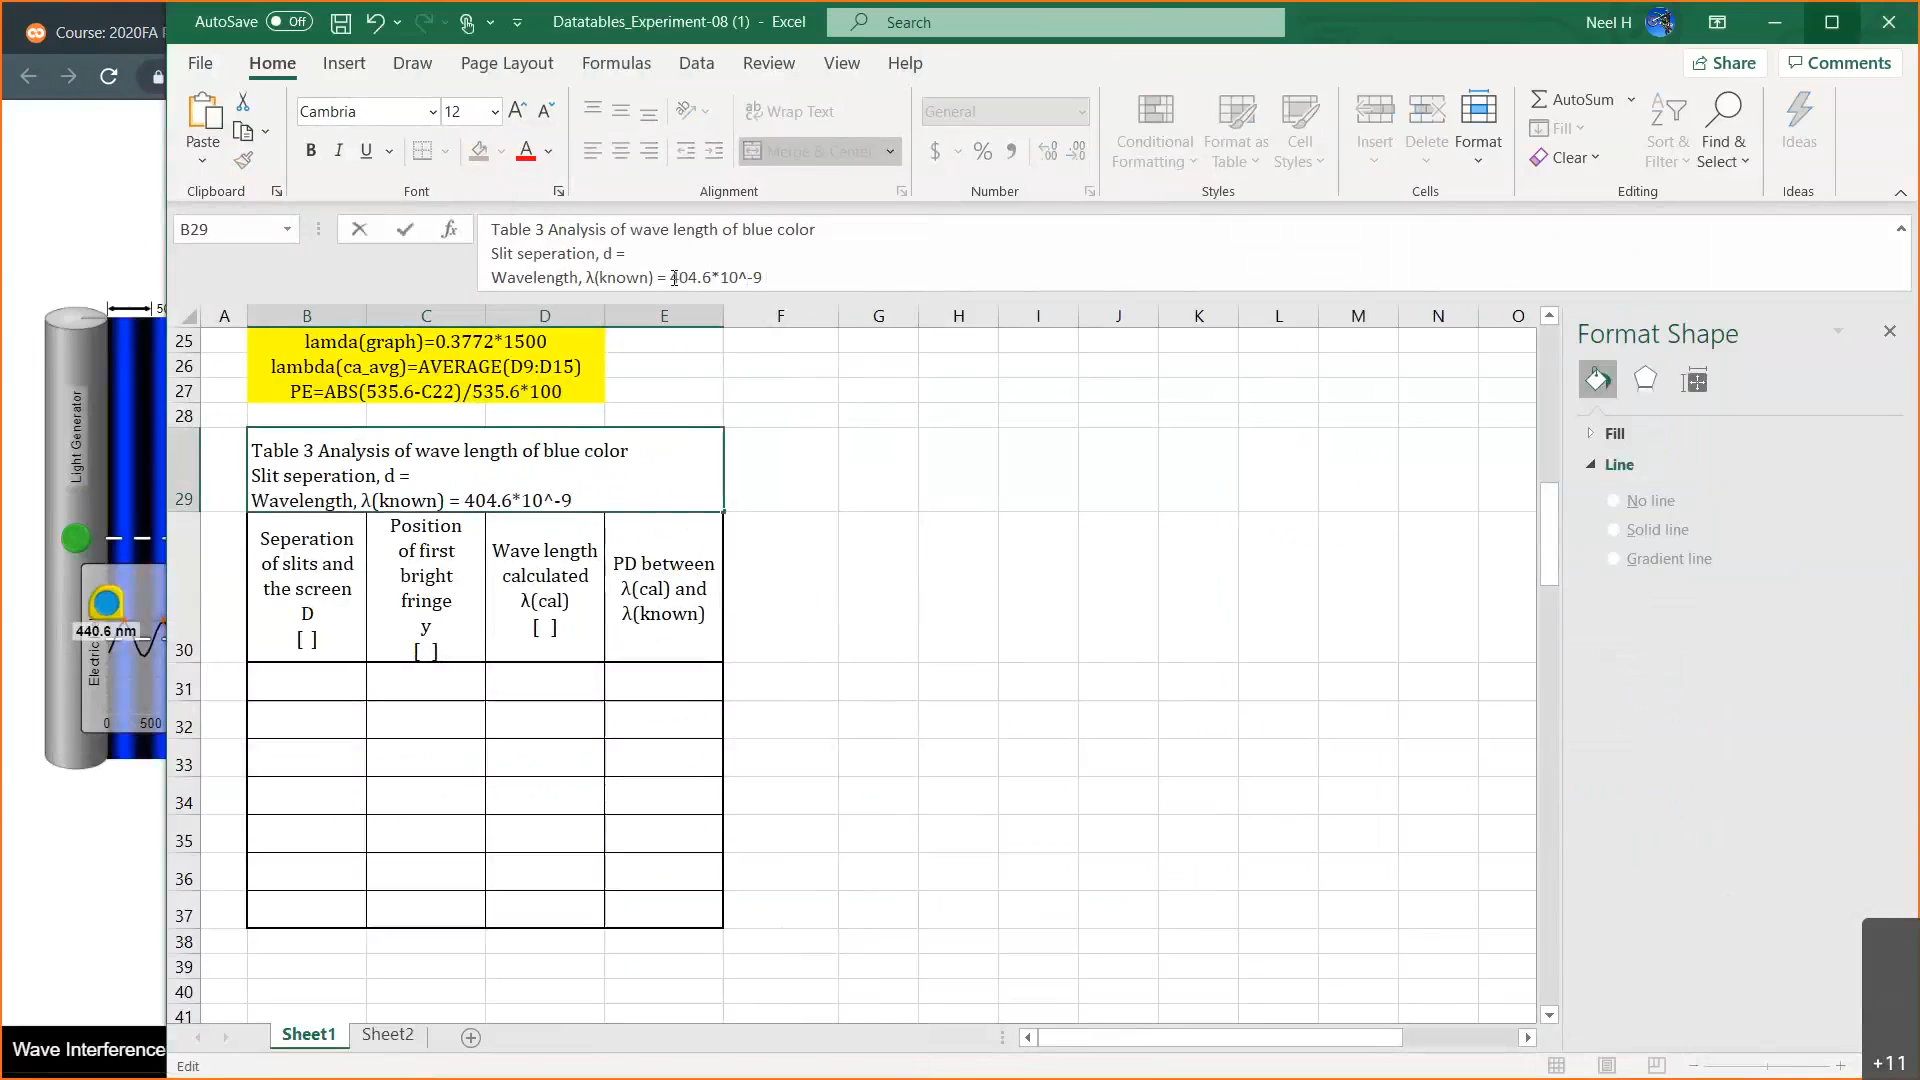 Course: 2020FA
AutoSave Off
Datatables_Experiment-08 (1) - Excel
Search
Neel H
File Home Insert Draw Page Layout Formulas Data Review View Help
Share Comments
Paste
Cambria 12
B I U
Wrap Text
Merge & Center
General
$ % ,
Conditional Formatting
Format as Table
Cell Styles
Insert Delete Format
AutoSum
Fill
Clear
Sort & Filter
Find & Select
Ideas
Clipboard Font Alignment Number Styles Cells Editing Ideas
B29
fx
Table 3 Analysis of wave length of blue color
Slit seperation, d =
Wavelength, λ(known) = 404.6*10^-9
A B C D E F G H I J K L M N O
25 lamda(graph)=0.3772*1500
26 lambda(ca_avg)=AVERAGE(D9:D15)
27 PE=ABS(535.6-C22)/535.6*100
28
Table 3 Analysis of wave length of blue color
Slit seperation, d =
29 Wavelength, λ(known) = 404.6*10^-9
Seperation
of slits and
the screen
D
[ ]
Position
of first
bright
fringe
y
[ ]
Wave length
calculated
λ(cal)
[ ]
PD between
λ(cal) and
λ(known)
30
31
32
33
34
35
36
37
38
39
40
41
Sheet1 Sheet2
Edit
Format Shape
Fill
Line
No line
Solid line
Gradient line
Light Generator
440.6 nm
0 500
Wave Interference
+11